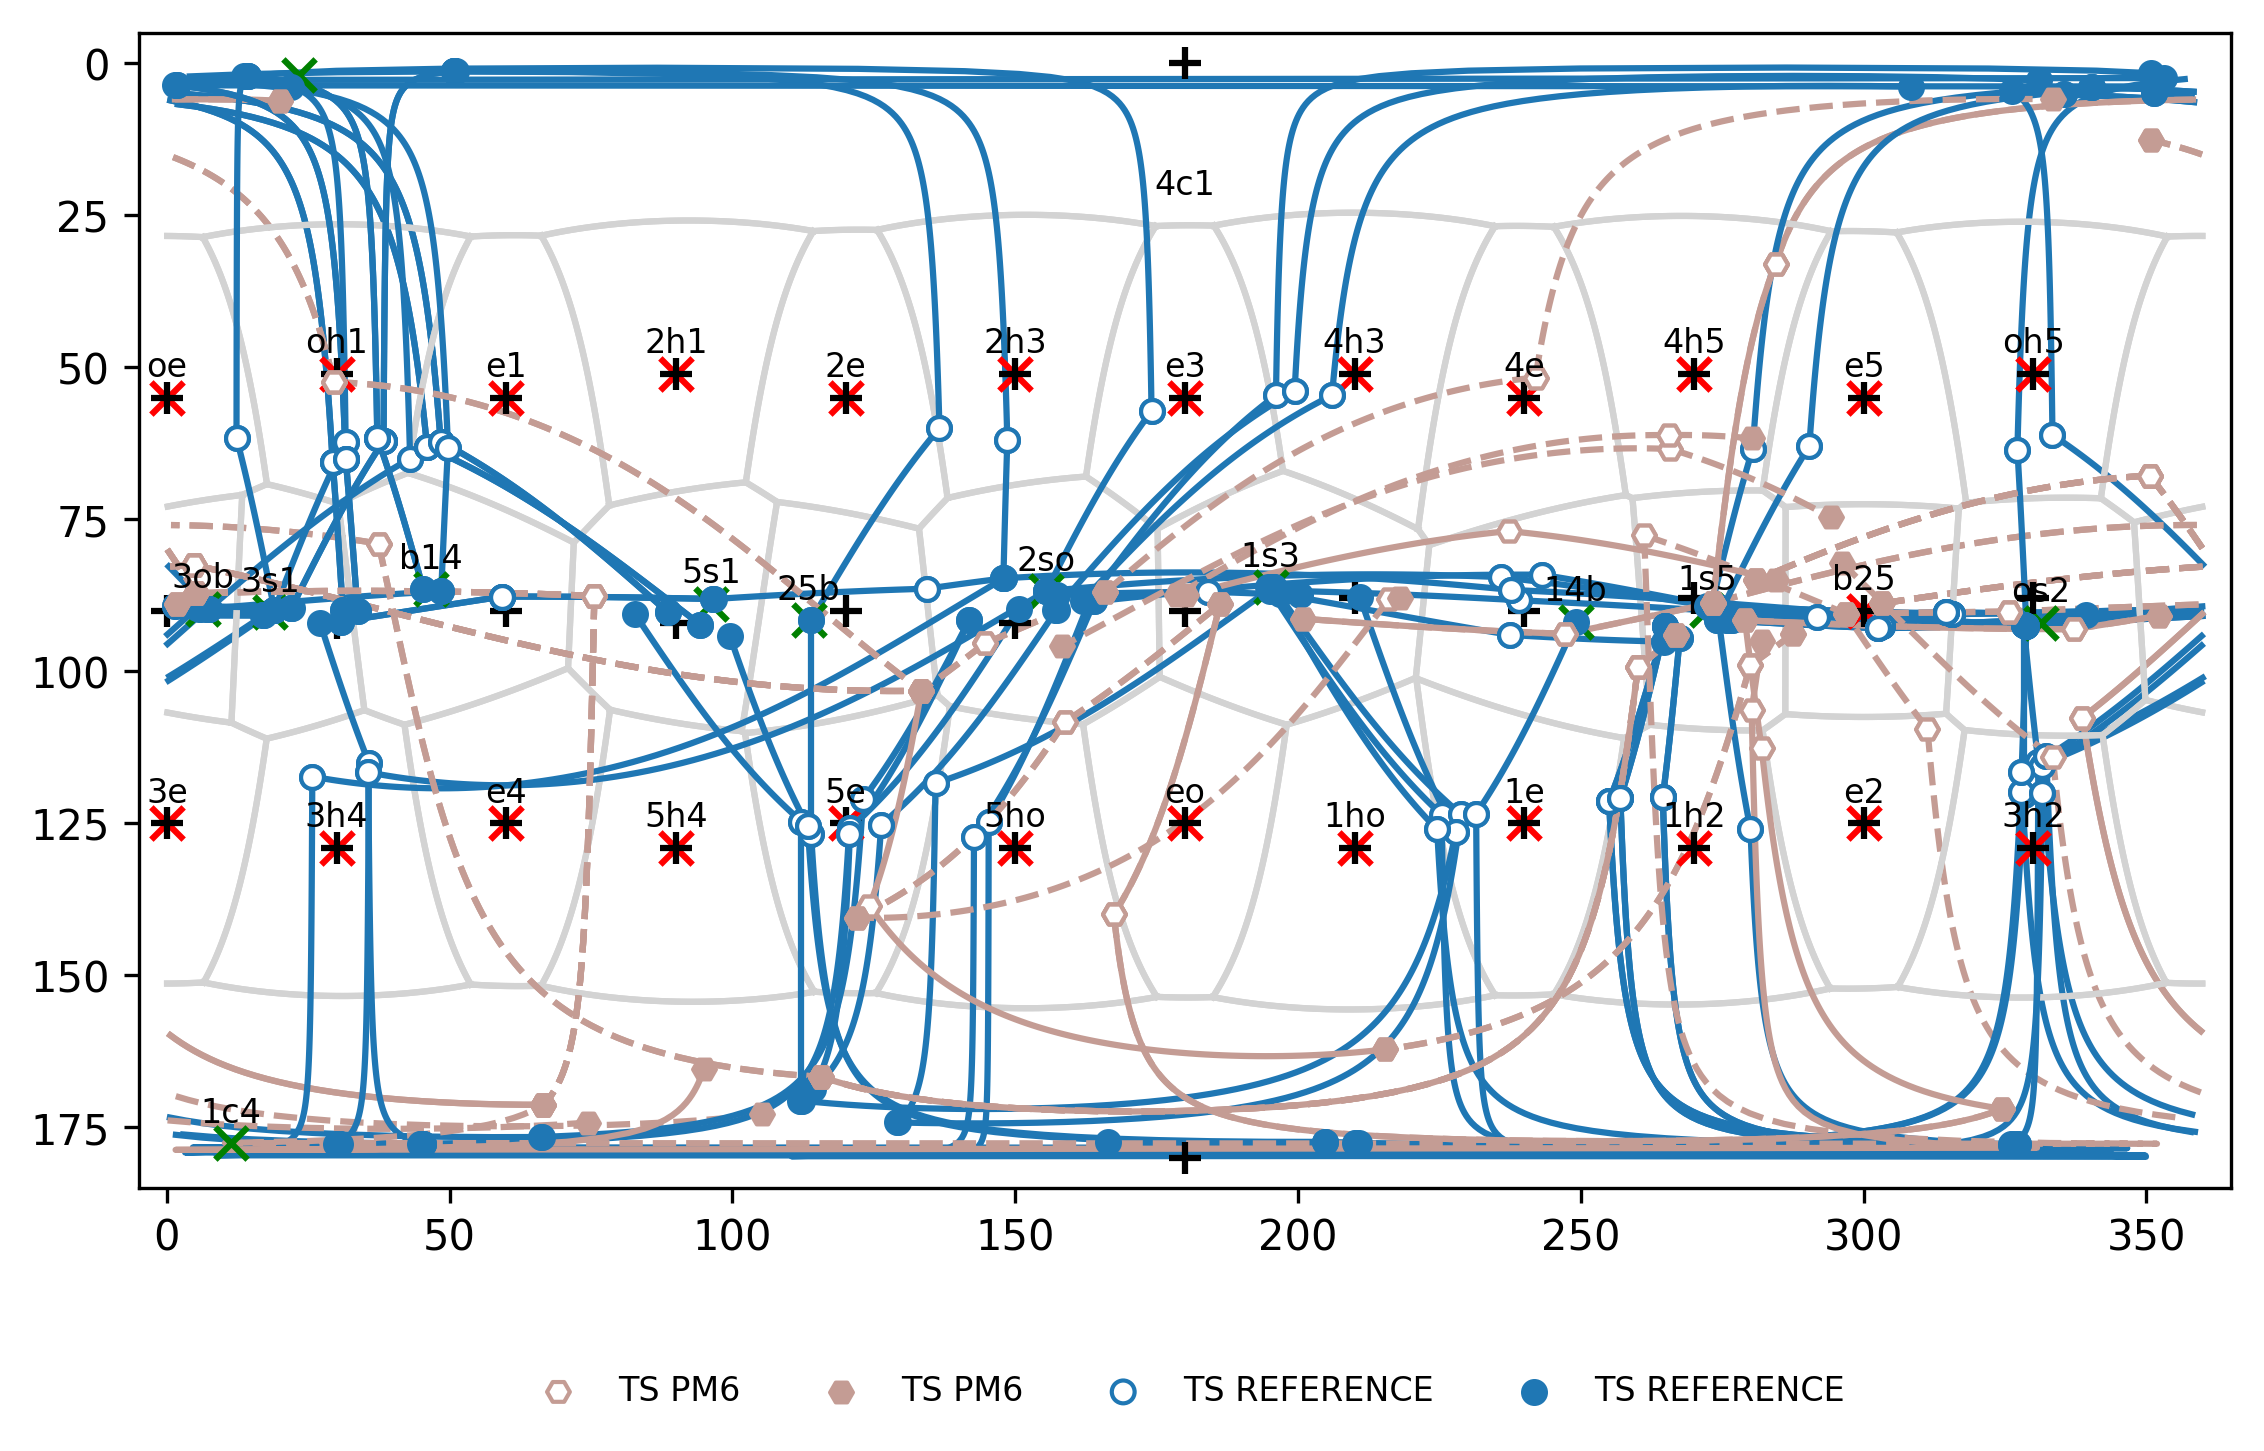 0
4c1
25
oh1 2h1 2h3 4h3 4h5 oh5
oe e1 2e e3 4e e5
50
75
b14 2so 1s3
3ob 3s1 5s1 25b 14b 1s5 b25 os2
100
3e e4 5e eo 1e e2
3h4 5h4 5ho 1ho 1h2 3h2
125
150
1c4
175
0 50 100 150 200 250 300 350
TS PM6 TS PM6 TS REFERENCE TS REFERENCE